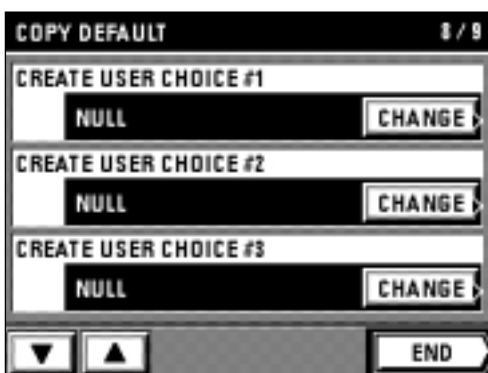 COPY DEFAULT 8/9
CREATE USER CHOICE #1
NULL CHANGE
CREATE USER CHOICE #2
NULL CHANGE
CREATE USER CHOICE #3
NULL CHANGE
END